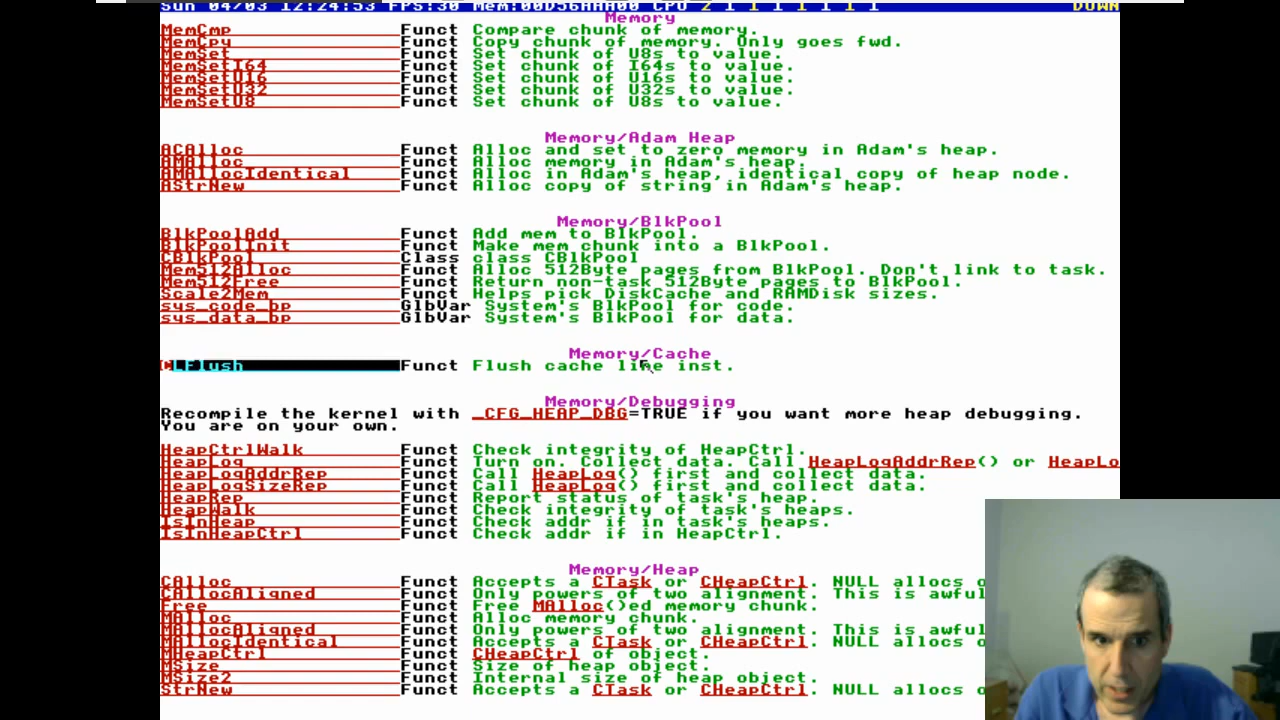 Sun 04/03 12:24:53 FPS:30 Mem:00D56AAA00 CPU 2 1 1 1 1 1 1 1 DOWN
Memory
MemCmp Funct Compare chunk of memory.
MemCpy Funct Copy chunk of memory. Only goes fwd.
MemSet Funct Set chunk of U8s to value.
MemSetI64 Funct Set chunk of I64s to value.
MemSetU16 Funct Set chunk of U16s to value.
MemSetU32 Funct Set chunk of U32s to value.
MemSetU8 Funct Set chunk of U8s to value.
Memory/Adam Heap
ACAlloc Funct Alloc and set to zero memory in Adam's heap.
AMAlloc Funct Alloc memory in Adam's heap.
AMAllocIdentical Funct Alloc in Adam's heap, identical copy of heap node.
AStrNew Funct Alloc copy of string in Adam's heap.
Memory/BlkPool
BlkPoolAdd Funct Add mem to BlkPool.
BlkPoolInit Funct Make mem chunk into a BlkPool.
CBlkPool Class class CBlkPool
Mem512Alloc Funct Alloc 512Byte pages from BlkPool. Don't link to task.
Mem512Free Funct Return non-task 512Byte pages to BlkPool.
Scale2Mem Funct Helps pick DiskCache and RAMDisk sizes.
sys_code_bp GlbVar System's BlkPool for code.
sys_data_bp GlbVar System's BlkPool for data.
Memory/Cache
CLFlush Funct Flush cache line inst.
Memory/Debugging
Recompile the kernel with _CFG_HEAP_DBG=TRUE if you want more heap debugging.
You are on your own.
HeapCtrlWalk Funct Check integrity of HeapCtrl.
HeapLog Funct Turn on. Collect data. Call HeapLogAddrRep() or HeapLo
HeapLogAddrRep Funct Call HeapLog() first and collect data.
HeapLogSizeRep Funct Call HeapLog() first and collect data.
HeapRep Funct Report status of task's heap.
HeapWalk Funct Check integrity of task's heaps.
IsInHeap Funct Check addr if in task's heaps.
IsInHeapCtrl Funct Check addr if in HeapCtrl.
Memory/Heap
CAlloc Funct Accepts a CTask or CHeapCtrl. NULL allocs o
CAllocAligned Funct Only powers of two alignment. This is awful
Free Funct Free MAlloc()ed memory chunk.
MAlloc Funct Alloc memory chunk.
MAllocAligned Funct Only powers of two alignment. This is awful
MAllocIdentical Funct Accepts a CTask or CHeapCtrl. NULL allocs o
MHeapCtrl Funct CHeapCtrl of object.
MSize Funct Size of heap object.
MSize2 Funct Internal size of heap object.
StrNew Funct Accepts a CTask or CHeapCtrl. NULL allocs o